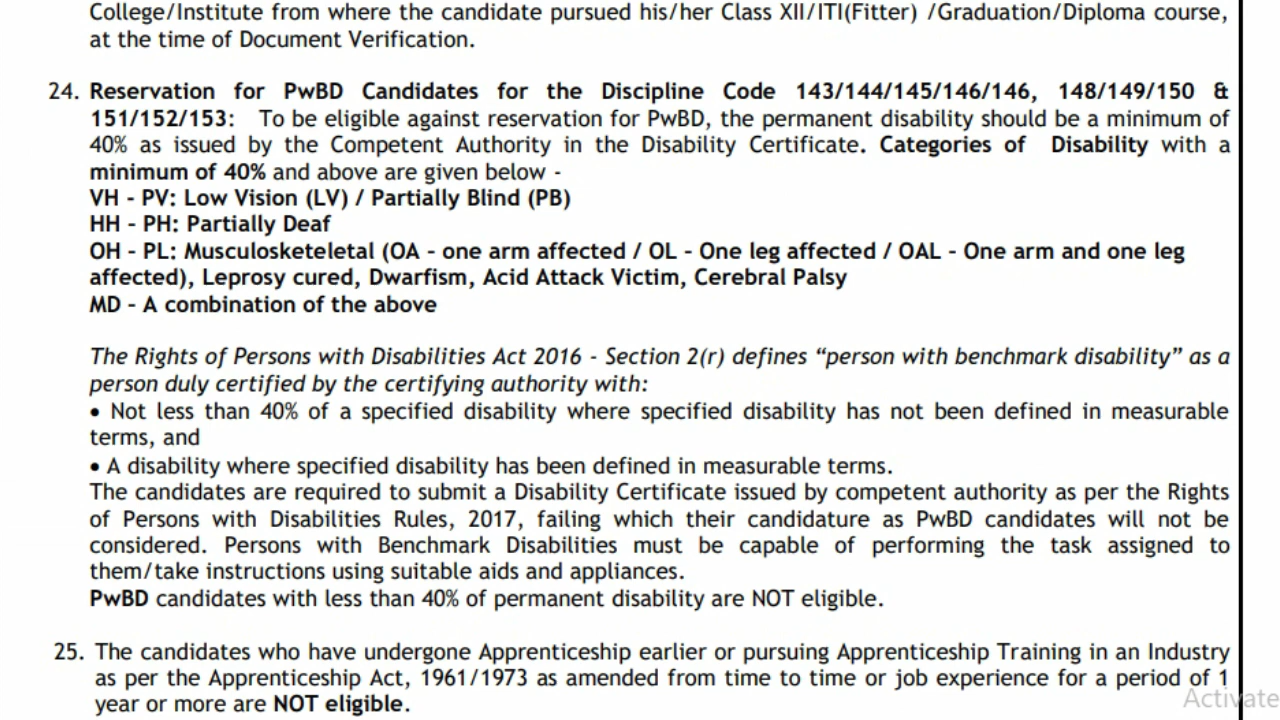 College/Institute from where the candidate pursued his/her Class XII/ITI(Fitter) /Graduation/Diploma course,
at the time of Document Verification.
24. Reservation for PwBD Candidates for the Discipline Code 143/144/145/146/146, 148/149/150 &
151/152/153: To be eligible against reservation for PwBD, the permanent disability should be a minimum of
40% as issued by the Competent Authority in the Disability Certificate. Categories of Disability with a
minimum of 40% and above are given below -
VH - PV: Low Vision (LV) / Partially Blind (PB)
HH - PH: Partially Deaf
OH - PL: Musculosketeletal (OA - one arm affected / OL - One leg affected / OAL - One arm and one leg
affected), Leprosy cured, Dwarfism, Acid Attack Victim, Cerebral Palsy
MD - A combination of the above
The Rights of Persons with Disabilities Act 2016 - Section 2(r) defines “person with benchmark disability” as a
person duly certified by the certifying authority with:
• Not less than 40% of a specified disability where specified disability has not been defined in measurable
terms, and
• A disability where specified disability has been defined in measurable terms.
The candidates are required to submit a Disability Certificate issued by competent authority as per the Rights
of Persons with Disabilities Rules, 2017, failing which their candidature as PwBD candidates will not be
considered. Persons with Benchmark Disabilities must be capable of performing the task assigned to
them/take instructions using suitable aids and appliances.
PwBD candidates with less than 40% of permanent disability are NOT eligible.
25. The candidates who have undergone Apprenticeship earlier or pursuing Apprenticeship Training in an Industry
as per the Apprenticeship Act, 1961/1973 as amended from time to time or job experience for a period of 1
year or more are NOT eligible.
Activate